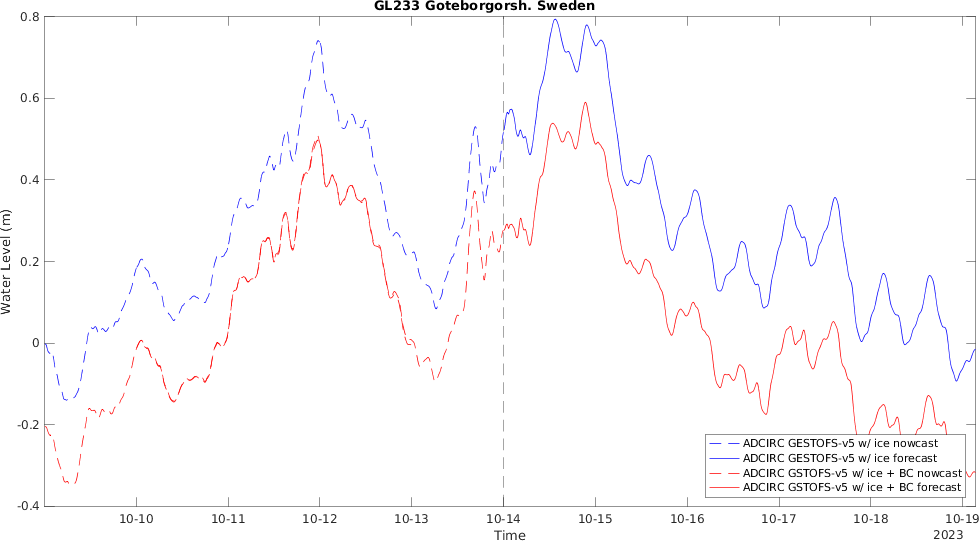 GL233 Goteborgorsh. Sweden
0.8
0.6
0.4
0.2
0
-0.2
-0.4
Water Level (m)
10-10
10-11
10-12
10-13
10-14
10-15
10-16
10-17
10-18
10-19
Time
2023
ADCIRC GESTOFS-v5 w/ ice nowcast
ADCIRC GESTOFS-v5 w/ ice forecast
ADCIRC GSTOFS-v5 w/ ice + BC nowcast
ADCIRC GSTOFS-v5 w/ ice + BC forecast